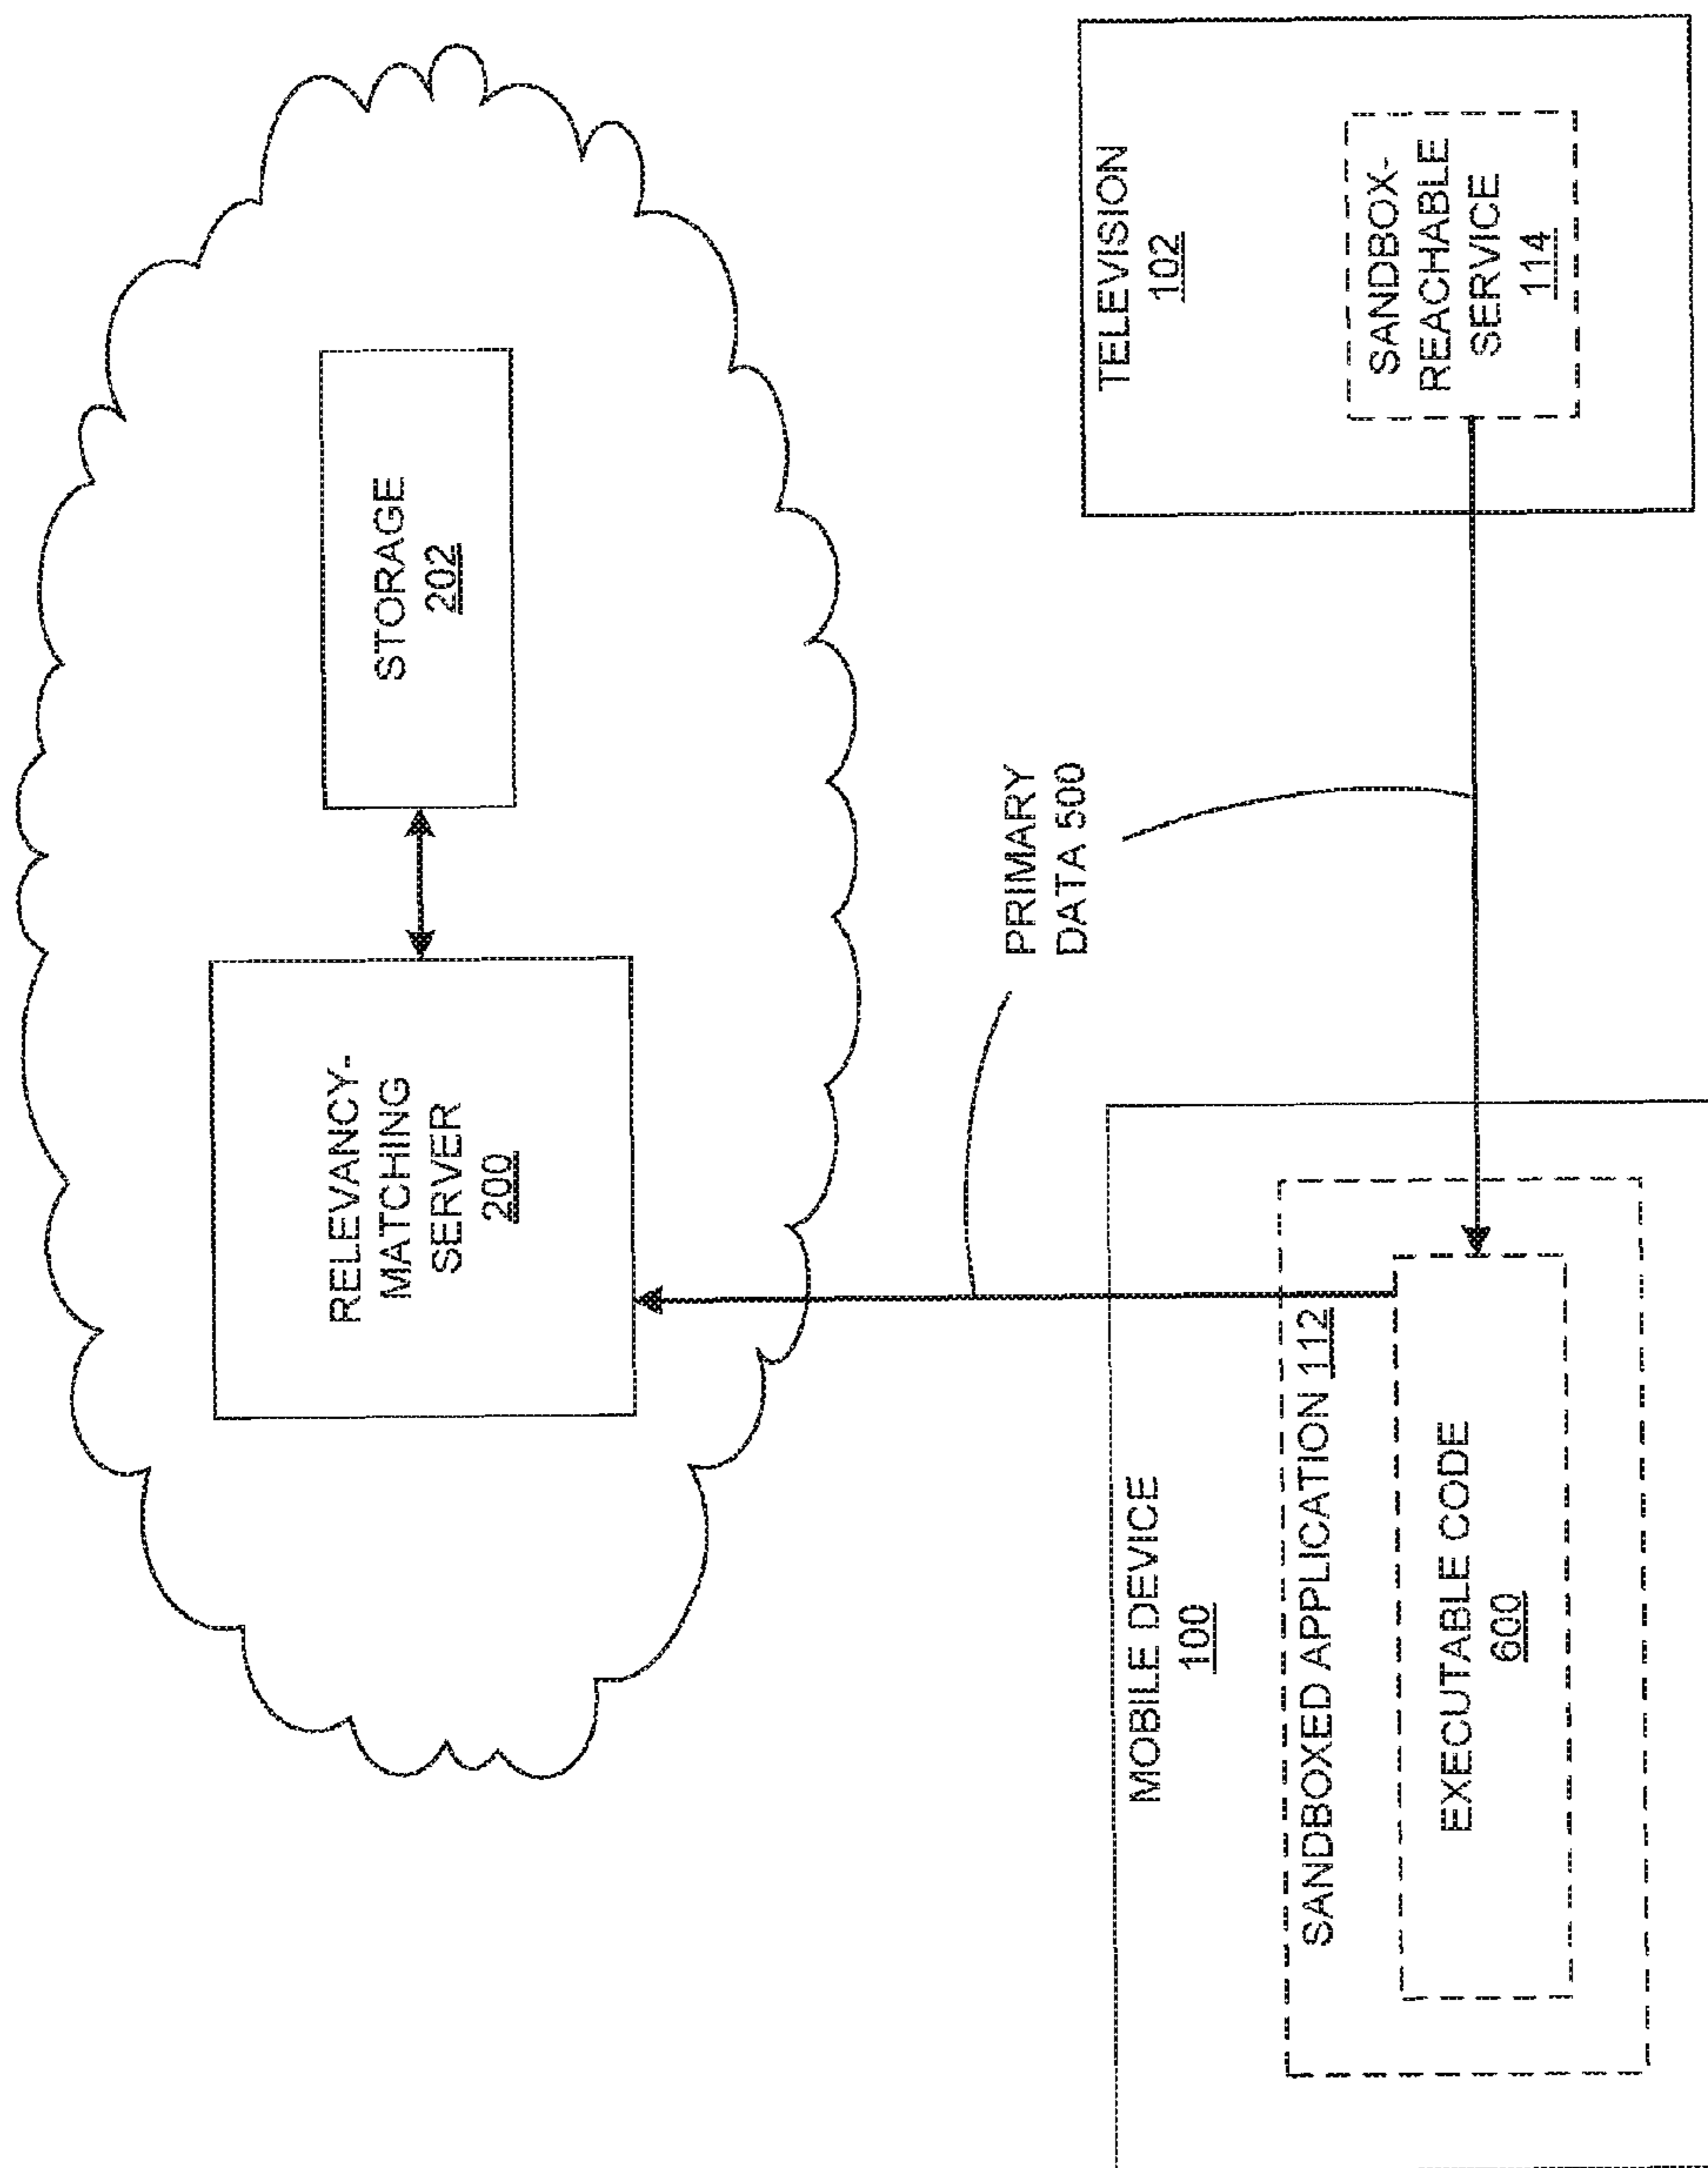 RELEVANCY-
MATCHING
SERVER
200
STORAGE
202
PRIMARY
DATA 500
MOBILE DEVICE
100
SANDBOXED APPLICATION 112
EXECUTABLE CODE
600
TELEVISION
102
SANDBOX-
REACHABLE
SERVICE
114